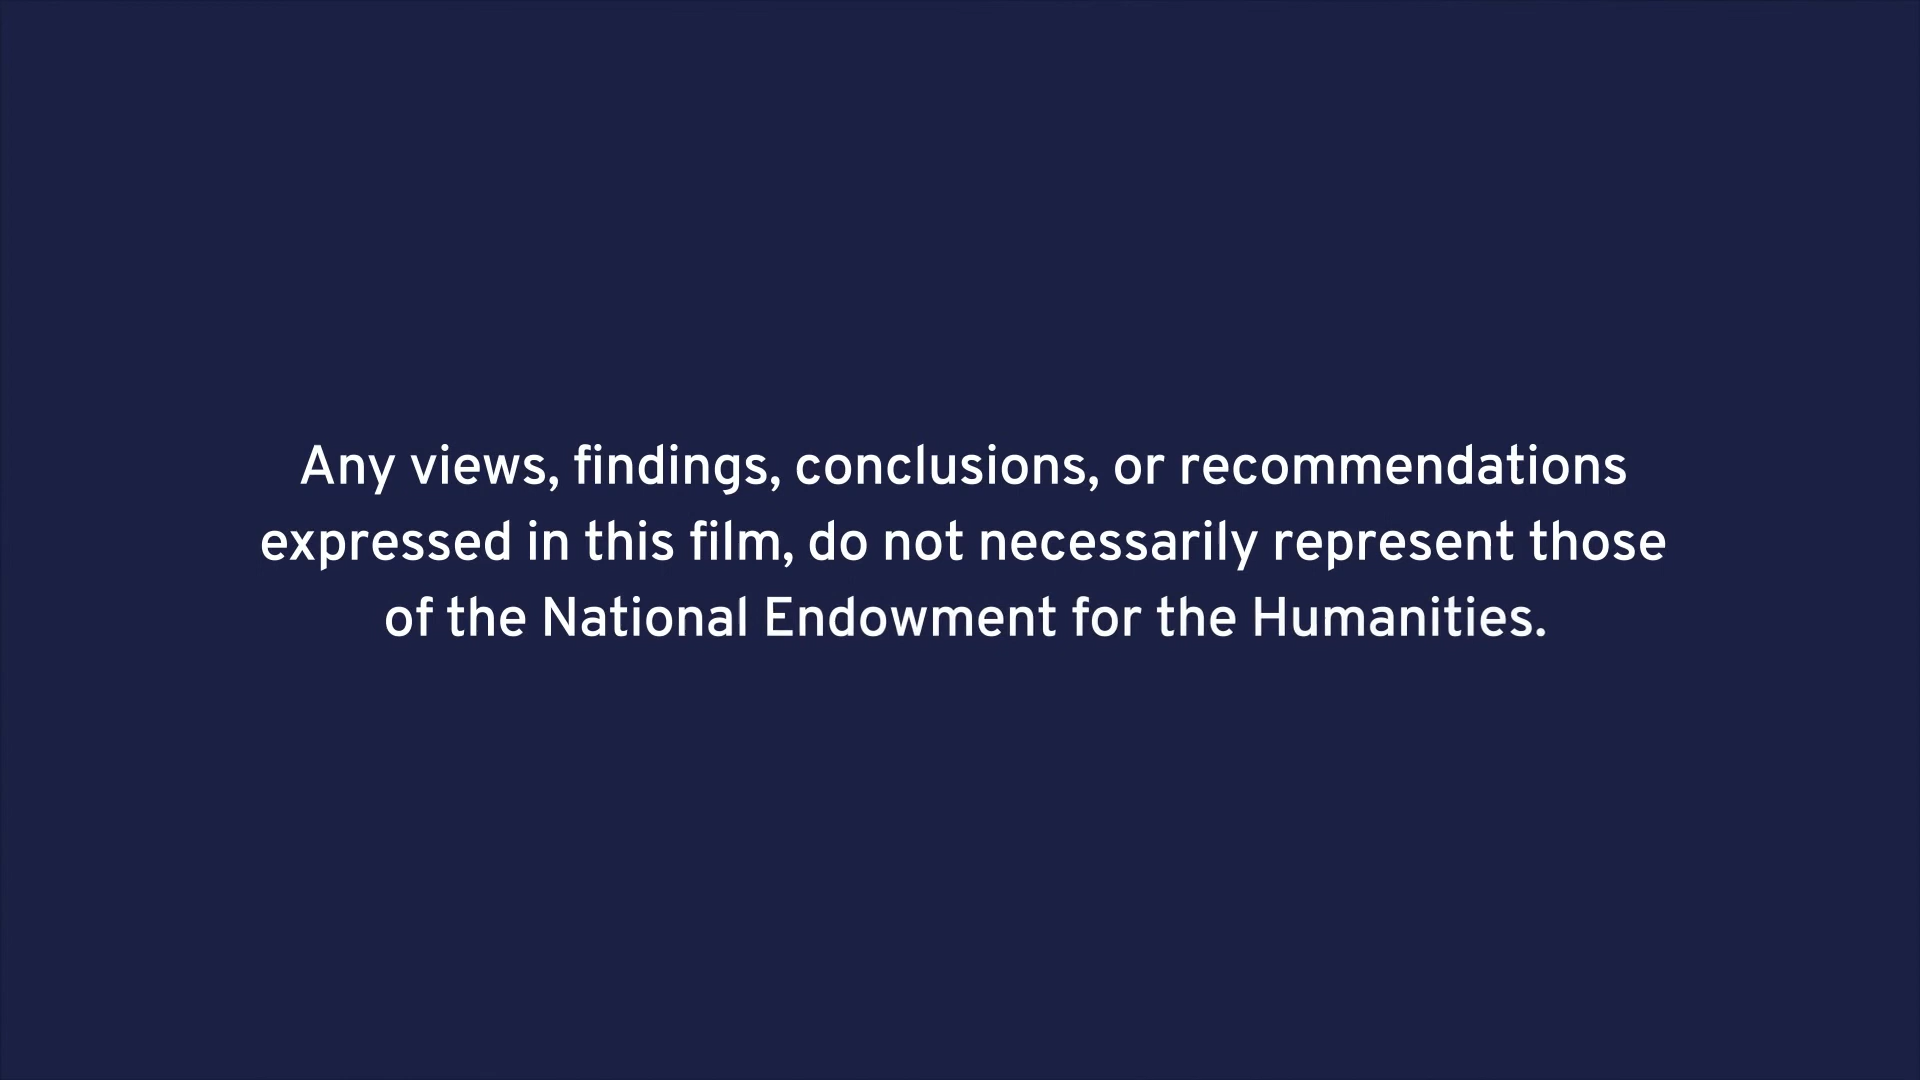 Any views, findings, conclusions, or recommendations
expressed in this film, do not necessarily represent those
of the National Endowment for the Humanities.